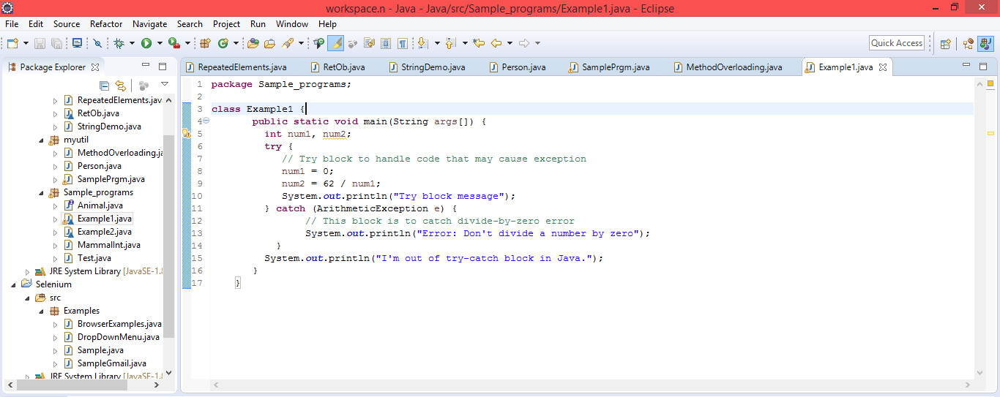 workspace.n - Java - Java/src/Sample_programs/Example1.java - Eclipse
File Edit Source Refactor Navigate Search Project Run Window Help
Quick Access
Package Explorer
RepeatedElements.java
RetOb.java
StringDemo.java
myutil
MethodOverloading.ja
Person.java
SamplePrgm.java
Sample_programs
Animal.java
Example1.java
Example2.java
MammalInt.java
Test.java
JRE System Library [JavaSE-1.8
Selenium
src
Examples
BrowserExamples.java
DropDownMenu.java
Sample.java
SampleGmail.java
JRE System Library [JavaSE-1.8
RepeatedElements.java RetOb.java StringDemo.java Person.java SamplePrgm.java MethodOverloading.java Example1.java
1 package Sample_programs;
2
3 class Example1 {
4 public static void main(String args[]) {
5 int num1, num2;
6 try {
7 // Try block to handle code that may cause exception
8 num1 = 0;
9 num2 = 62 / num1;
10 System.out.println("Try block message");
11 } catch (ArithmeticException e) {
12 // This block is to catch divide-by-zero error
13 System.out.println("Error: Don't divide a number by zero");
14 }
15 System.out.println("I'm out of try-catch block in Java.");
16 }
17 }